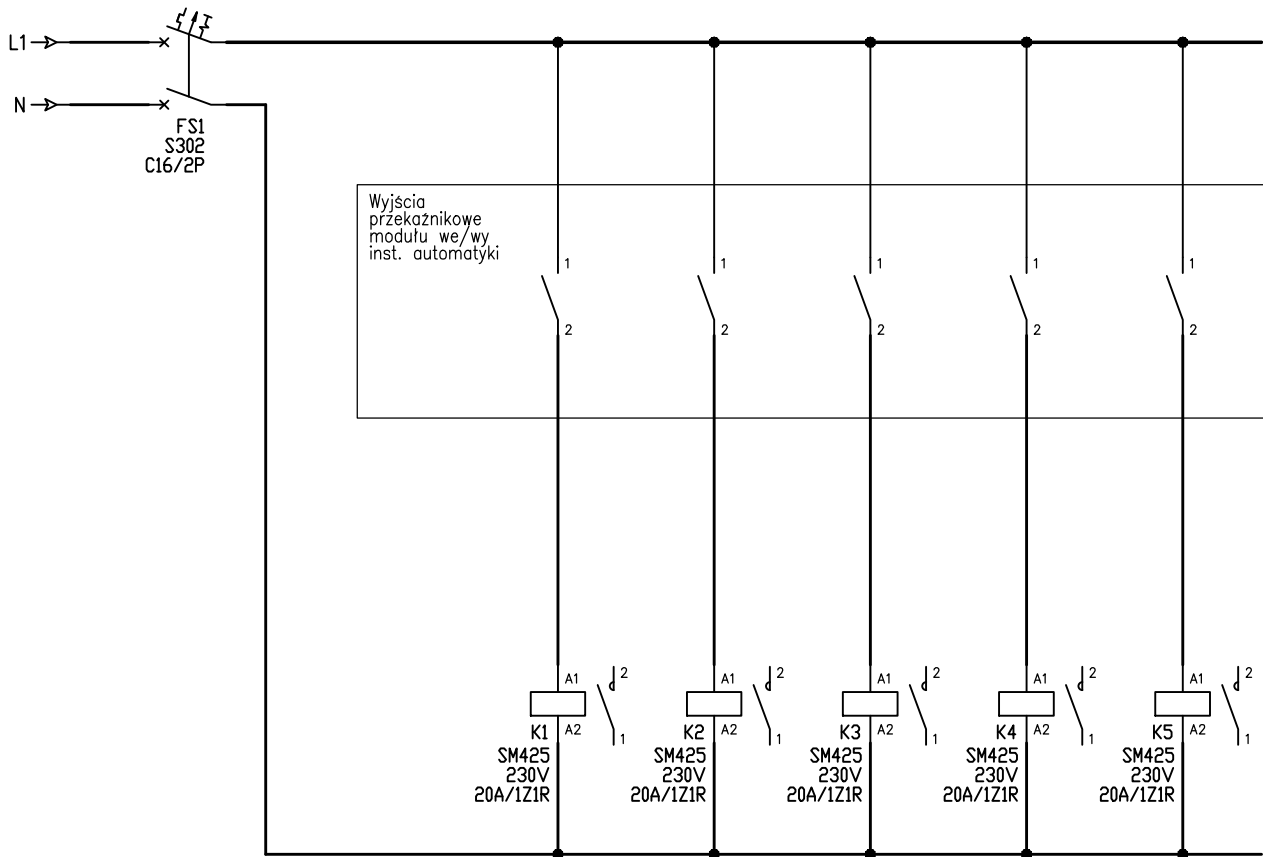 L1
N
FS1
S302
C16/2P
Wyjścia
przekaźnikowe
modułu we/wy
inst. automatyki
1
1
1
1
1
2
2
2
2
2
A1
2
A1
2
A1
2
A1
2
A1
2
K1
A2
1
K2
A2
1
K3
A2
1
K4
A2
1
K5
A2
1
SM425
230V
20A/1Z1R
SM425
230V
20A/1Z1R
SM425
230V
20A/1Z1R
SM425
230V
20A/1Z1R
SM425
230V
20A/1Z1R